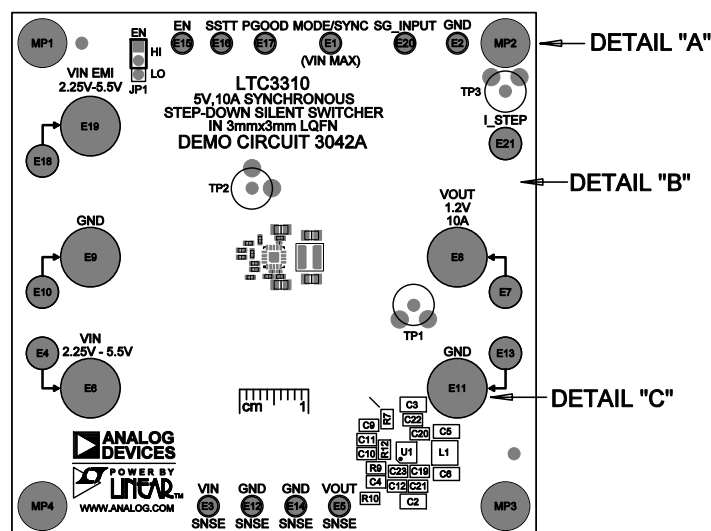 EN SSTT PGOOD MODE/SYNC SG_INPUT GND
MP1 E15 E16 E17 E1 E20 E2 MP2
DETAIL "A"
EN
HI
LO
JP1
(VIN MAX)
VIN EMI
2.25V-5.5V
LTC3310
5V,10A SYNCHRONOUS
STEP-DOWN SILENT SWITCHER
IN 3mmx3mm LQFN
DEMO CIRCUIT 3042A
TP3
I_STEP
E21
E19
E18
TP2
DETAIL "B"
VOUT
1.2V
10A
GND
E9
E8
E10
E7
TP1
E4
VIN
2.25V - 5.5V
E6
GND
E13
E11
DETAIL "C"
cm 1
C3
R7
C22
C9
C20
C5
C11
R12
C10
U1
L1
R9
C23
C19
C6
C4
C12
C21
R10
C2
ANALOG
DEVICES
POWER BY
LINEAR™
WWW.ANALOG.COM
MP4
VIN GND GND VOUT
E3 E12 E14 E5
SNSE SNSE SNSE SNSE
MP3